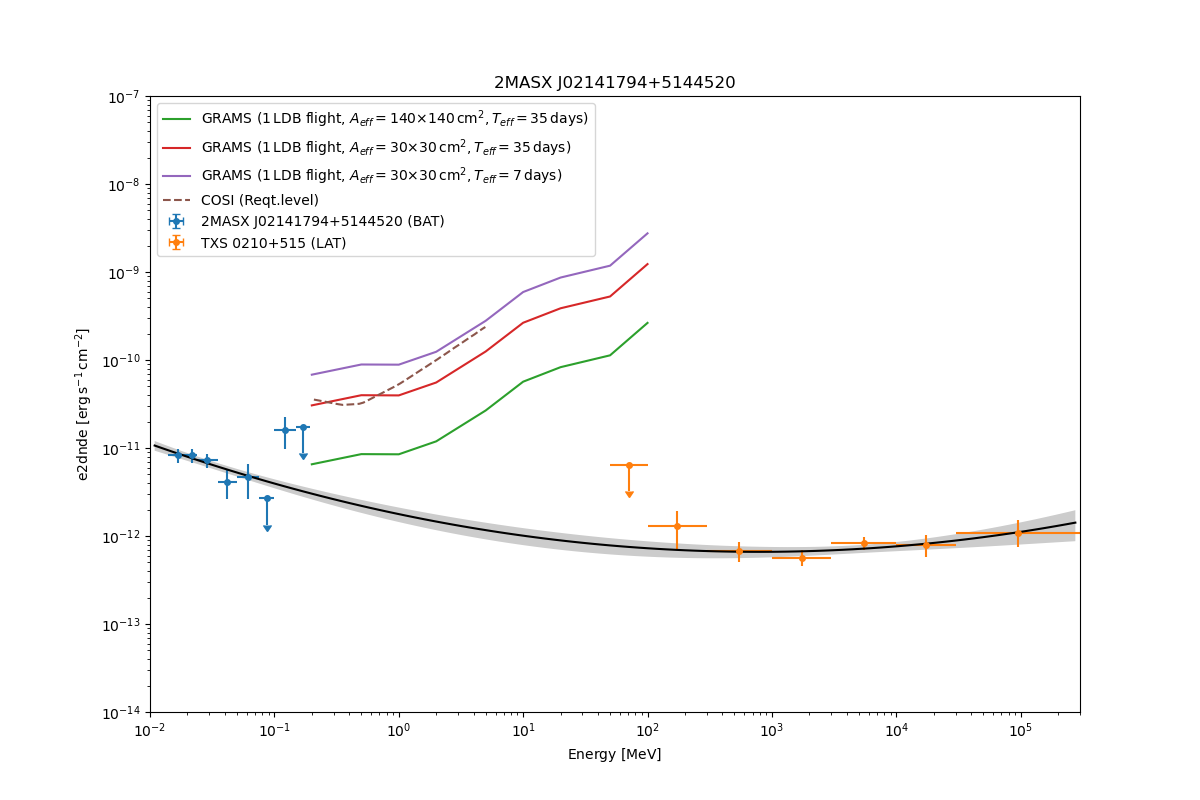 2MASX J02141794+5144520
10⁻⁷
10⁻⁸
10⁻⁹
10⁻¹⁰
10⁻¹¹
10⁻¹²
10⁻¹³
10⁻¹⁴
e2dnde [erg s⁻¹ cm⁻²]
GRAMS (1 LDB flight, A_eff = 140×140 cm², T_eff = 35 days)
GRAMS (1 LDB flight, A_eff = 30×30 cm², T_eff = 35 days)
GRAMS (1 LDB flight, A_eff = 30×30 cm², T_eff = 7 days)
COSI (Reqt.level)
2MASX J02141794+5144520 (BAT)
TXS 0210+515 (LAT)
10⁻² 10⁻¹ 10⁰ 10¹ 10² 10³ 10⁴ 10⁵
Energy [MeV]